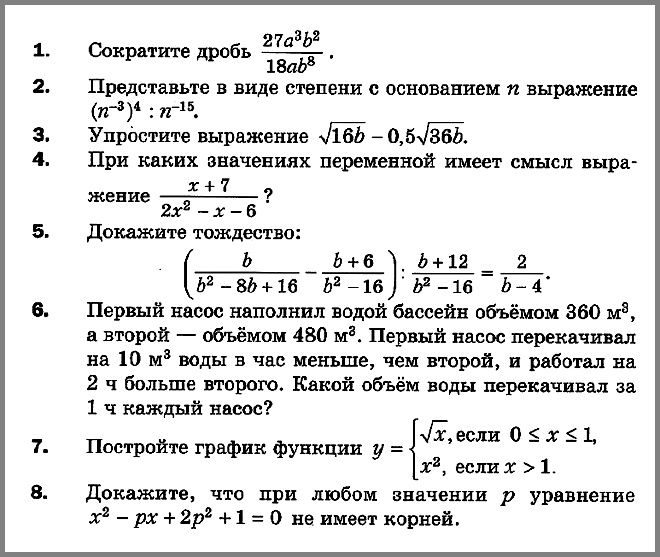 1. Сократите дробь 27a³b² / 18ab⁸ .
2. Представьте в виде степени с основанием n выражение
(n⁻³)⁴ : n⁻¹⁵.
3. Упростите выражение √16b − 0,5√36b.
4. При каких значениях переменной имеет смысл выра-
жение (x + 7) / (2x² − x − 6) ?
5. Докажите тождество:
(b / (b² − 8b + 16) − (b + 6) / (b² − 16)) : (b + 12) / (b² − 16) = 2 / (b − 4).
6. Первый насос наполнил водой бассейн объёмом 360 м³,
а второй — объёмом 480 м³. Первый насос перекачивал
на 10 м³ воды в час меньше, чем второй, и работал на
2 ч больше второго. Какой объём воды перекачивал за
1 ч каждый насос?
7. Постройте график функции y = { √x, если 0 ≤ x ≤ 1,
x², если x > 1.
8. Докажите, что при любом значении p уравнение
x² − px + 2p² + 1 = 0 не имеет корней.